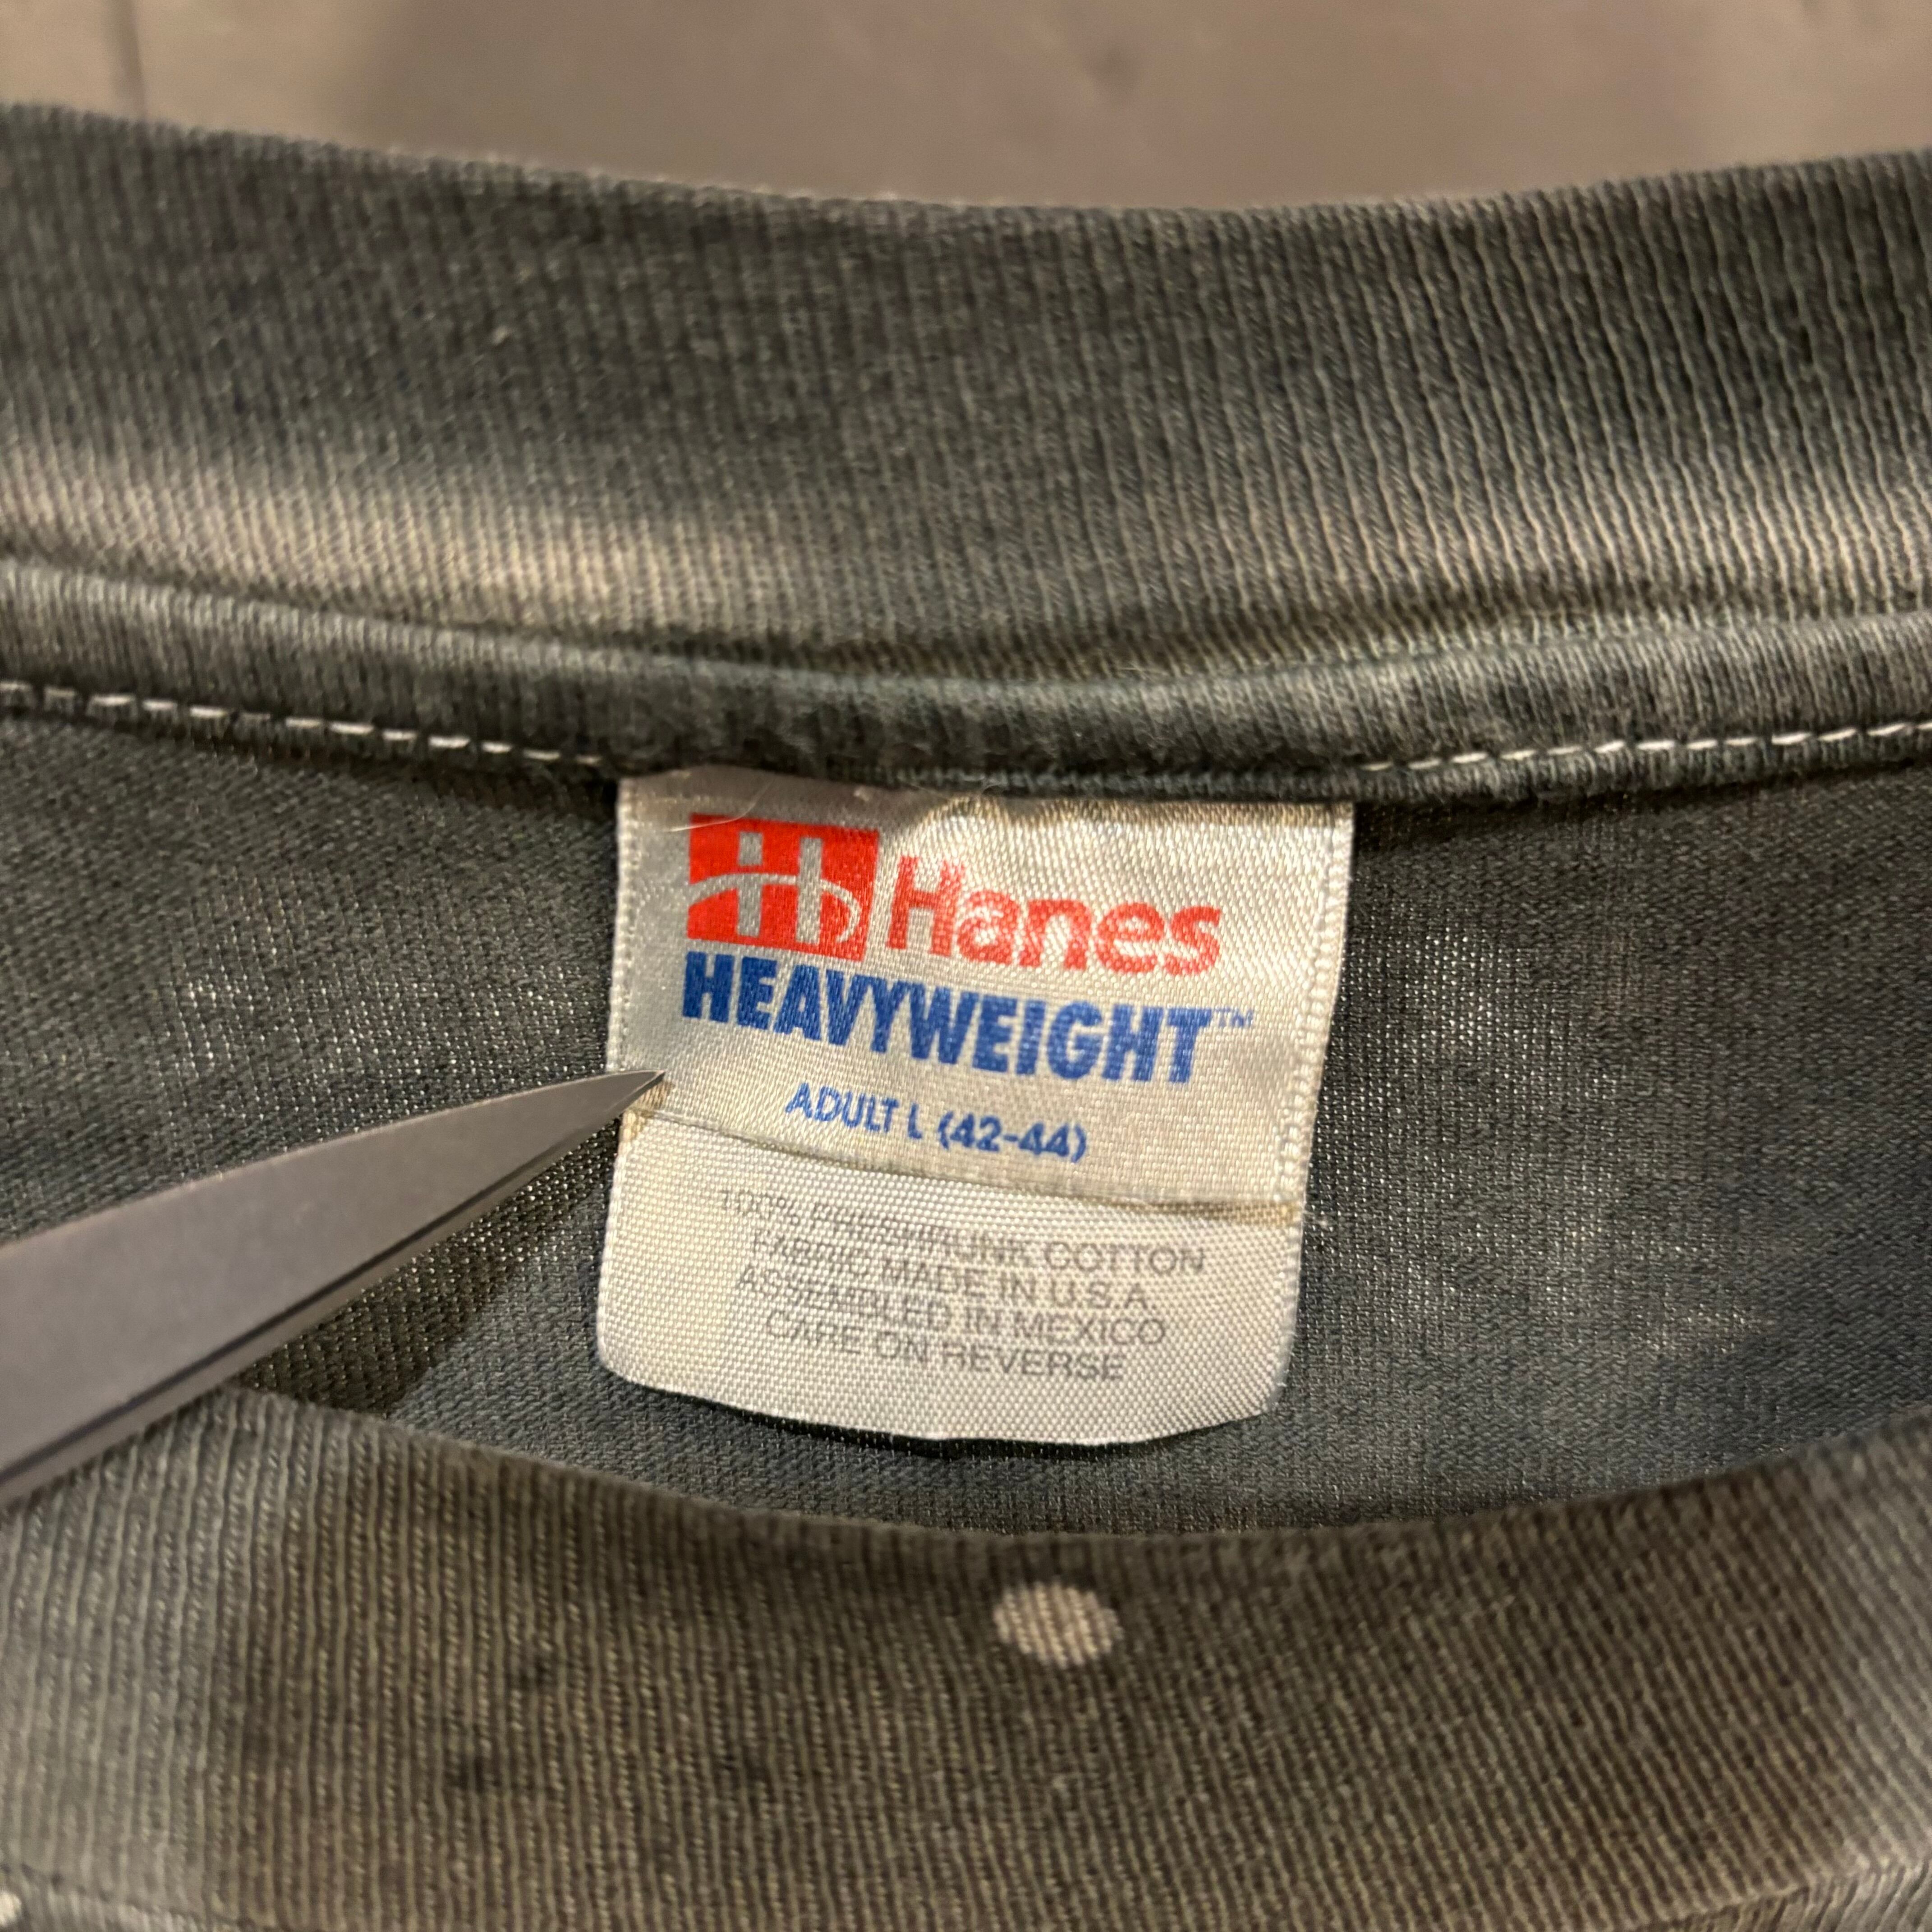 Hanes
HEAVYWEIGHT™
ADULT L (42-44)
100% PRESHRUNK COTTON
FABRIC MADE IN U.S.A.
ASSEMBLED IN MEXICO
CARE ON REVERSE